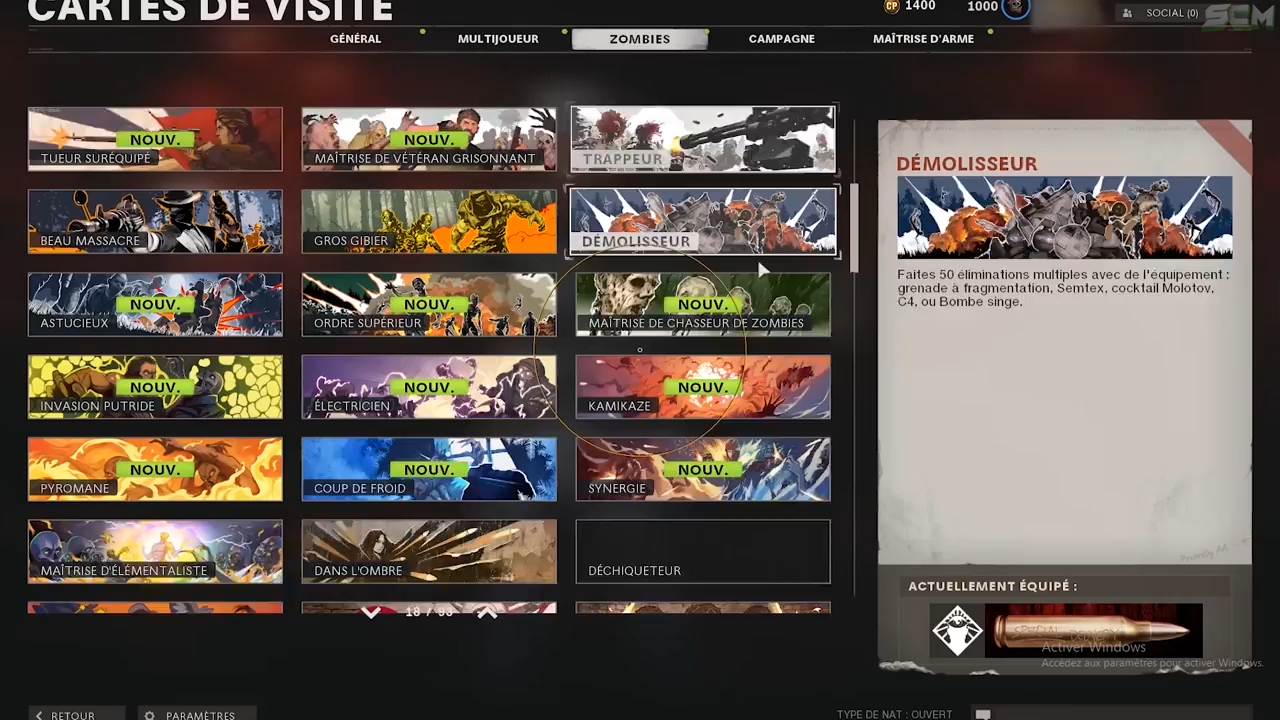 CARTES DE VISITE
1400
1000
SOCIAL (0)
SCM
GÉNÉRAL
MULTIJOUEUR
ZOMBIES
CAMPAGNE
MAÎTRISE D'ARME
NOUV.
TUEUR SURÉQUIPÉ
NOUV.
MAÎTRISE DE VÉTÉRAN GRISONNANT
TRAPPEUR
BEAU MASSACRE
GROS GIBIER
DÉMOLISSEUR
NOUV.
ASTUCIEUX
NOUV.
ORDRE SUPÉRIEUR
NOUV.
MAÎTRISE DE CHASSEUR DE ZOMBIES
NOUV.
INVASION PUTRIDE
NOUV.
ÉLECTRICIEN
NOUV.
KAMIKAZE
NOUV.
PYROMANE
NOUV.
COUP DE FROID
NOUV.
SYNERGIE
MAÎTRISE D'ÉLÉMENTALISTE
DANS L'OMBRE
DÉCHIQUETEUR
18 / 93
DÉMOLISSEUR
Faites 50 éliminations multiples avec de l'équipement :
grenade à fragmentation, Semtex, cocktail Molotov,
C4, ou Bombe singe.
ACTUELLEMENT ÉQUIPÉ :
Activer Windows
Accédez aux paramètres pour activer Windows.
RETOUR
PARAMÈTRES
TYPE DE NAT : OUVERT